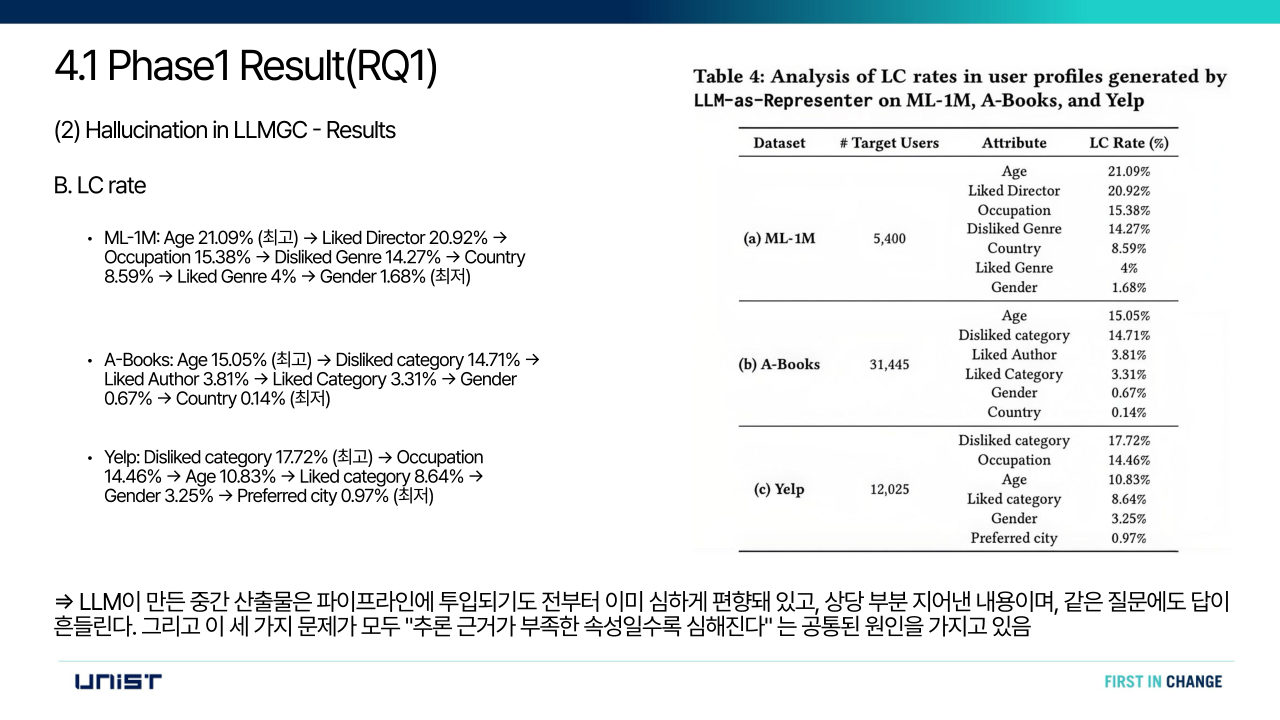 4.1 Phase1 Result(RQ1)
(2) Hallucination in LLMGC - Results
B. LC rate
• ML-1M: Age 21.09% (최고) → Liked Director 20.92% →
Occupation 15.38% → Disliked Genre 14.27% → Country
8.59% → Liked Genre 4% → Gender 1.68% (최저)
• A-Books: Age 15.05% (최고) → Disliked category 14.71% →
Liked Author 3.81% → Liked Category 3.31% → Gender
0.67% → Country 0.14% (최저)
• Yelp: Disliked category 17.72% (최고) → Occupation
14.46% → Age 10.83% → Liked category 8.64% →
Gender 3.25% → Preferred city 0.97% (최저)
Table 4: Analysis of LC rates in user profiles generated by
LLM-as-Representer on ML-1M, A-Books, and Yelp
Dataset # Target Users Attribute LC Rate (%)
Age 21.09%
Liked Director 20.92%
Occupation 15.38%
Disliked Genre 14.27%
(a) ML-1M 5,400
Country 8.59%
Liked Genre 4%
Gender 1.68%
Age 15.05%
Disliked category 14.71%
Liked Author 3.81%
(b) A-Books 31,445
Liked Category 3.31%
Gender 0.67%
Country 0.14%
Disliked category 17.72%
Occupation 14.46%
Age 10.83%
(c) Yelp 12,025
Liked category 8.64%
Gender 3.25%
Preferred city 0.97%
⇒ LLM이 만든 중간 산출물은 파이프라인에 투입되기도 전부터 이미 심하게 편향돼 있고, 상당 부분 지어낸 내용이며, 같은 질문에도 답이
흔들린다. 그리고 이 세 가지 문제가 모두 "추론 근거가 부족한 속성일수록 심해진다" 는 공통된 원인을 가지고 있음
UNIST
FIRST IN CHANGE